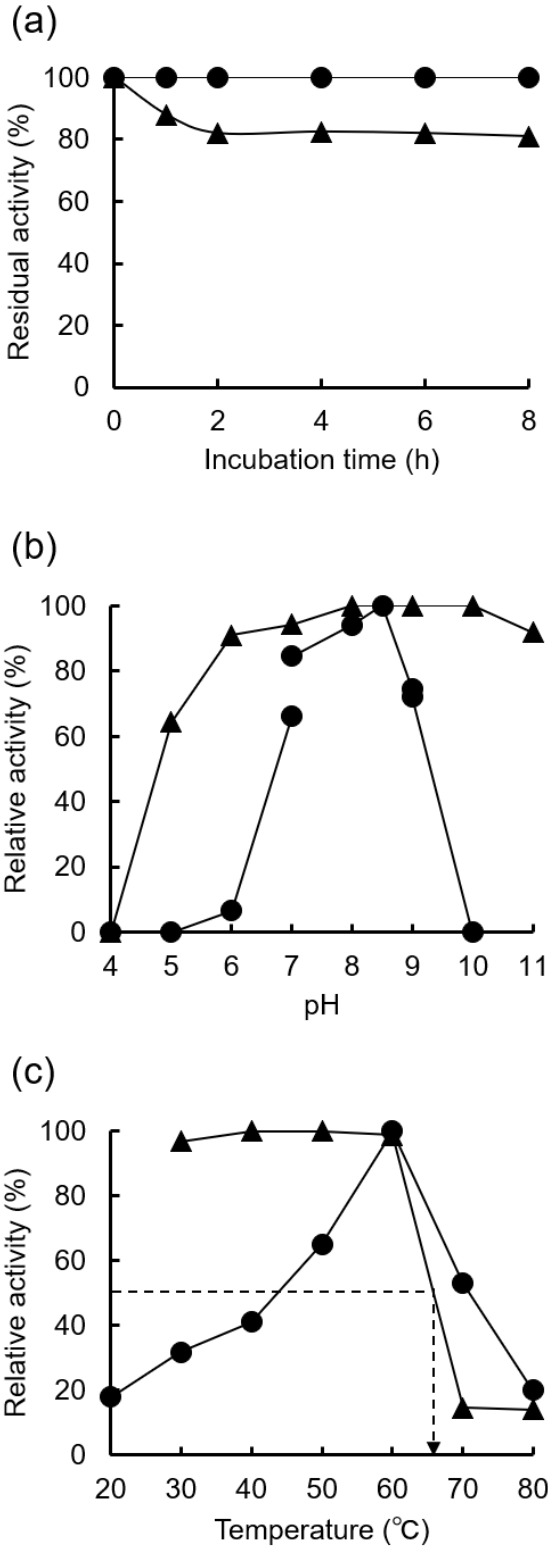 (a)
Residual activity (%)
100
80
60
40
20
0
0 2 4 6 8
Incubation time (h)
(b)
Relative activity (%)
100
80
60
40
20
0
4 5 6 7 8 9 10 11
pH
(c)
Relative activity (%)
100
80
60
40
20
0
20 30 40 50 60 70 80
Temperature (℃)